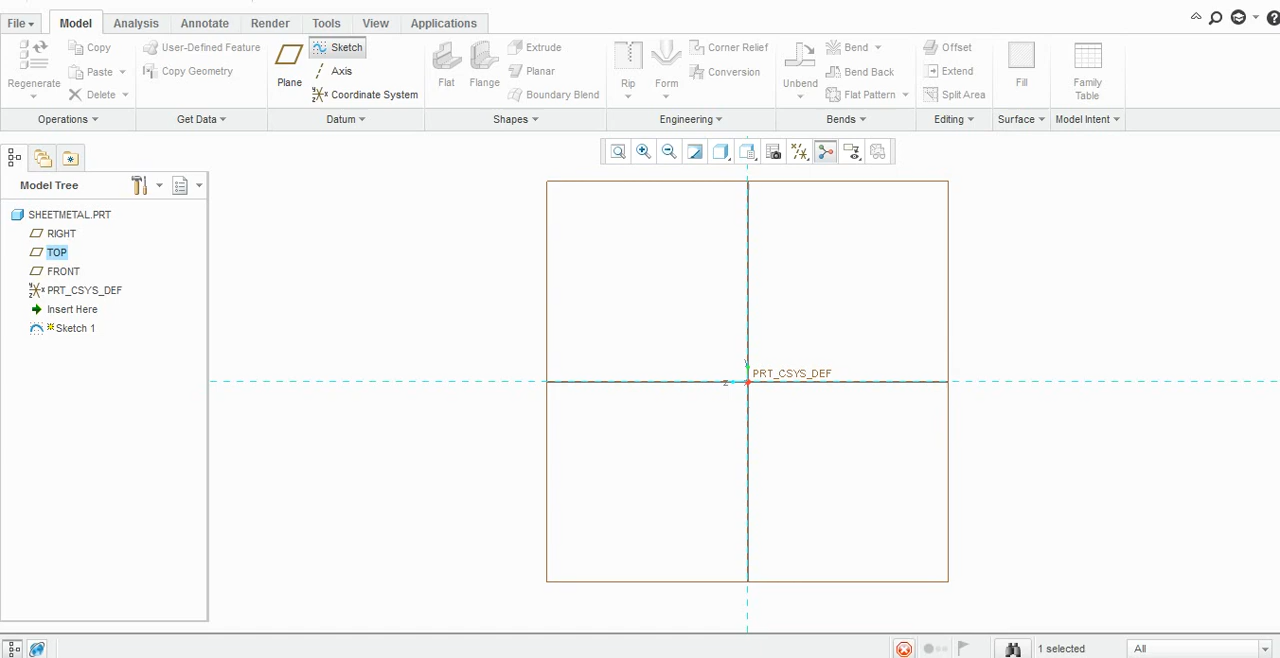 File
Model
Analysis
Annotate
Render
Tools
View
Applications
Regenerate
Copy
Paste
Delete
User-Defined Feature
Copy Geometry
Plane
Sketch
Axis
Coordinate System
Flat
Flange
Extrude
Planar
Boundary Blend
Rip
Form
Corner Relief
Conversion
Unbend
Bend
Bend Back
Flat Pattern
Offset
Extend
Split Area
Fill
Family
Table
Operations
Get Data
Datum
Shapes
Engineering
Bends
Editing
Surface
Model Intent
Model Tree
SHEETMETAL.PRT
RIGHT
TOP
FRONT
PRT_CSYS_DEF
Insert Here
Sketch 1
PRT_CSYS_DEF
Z
1 selected
All